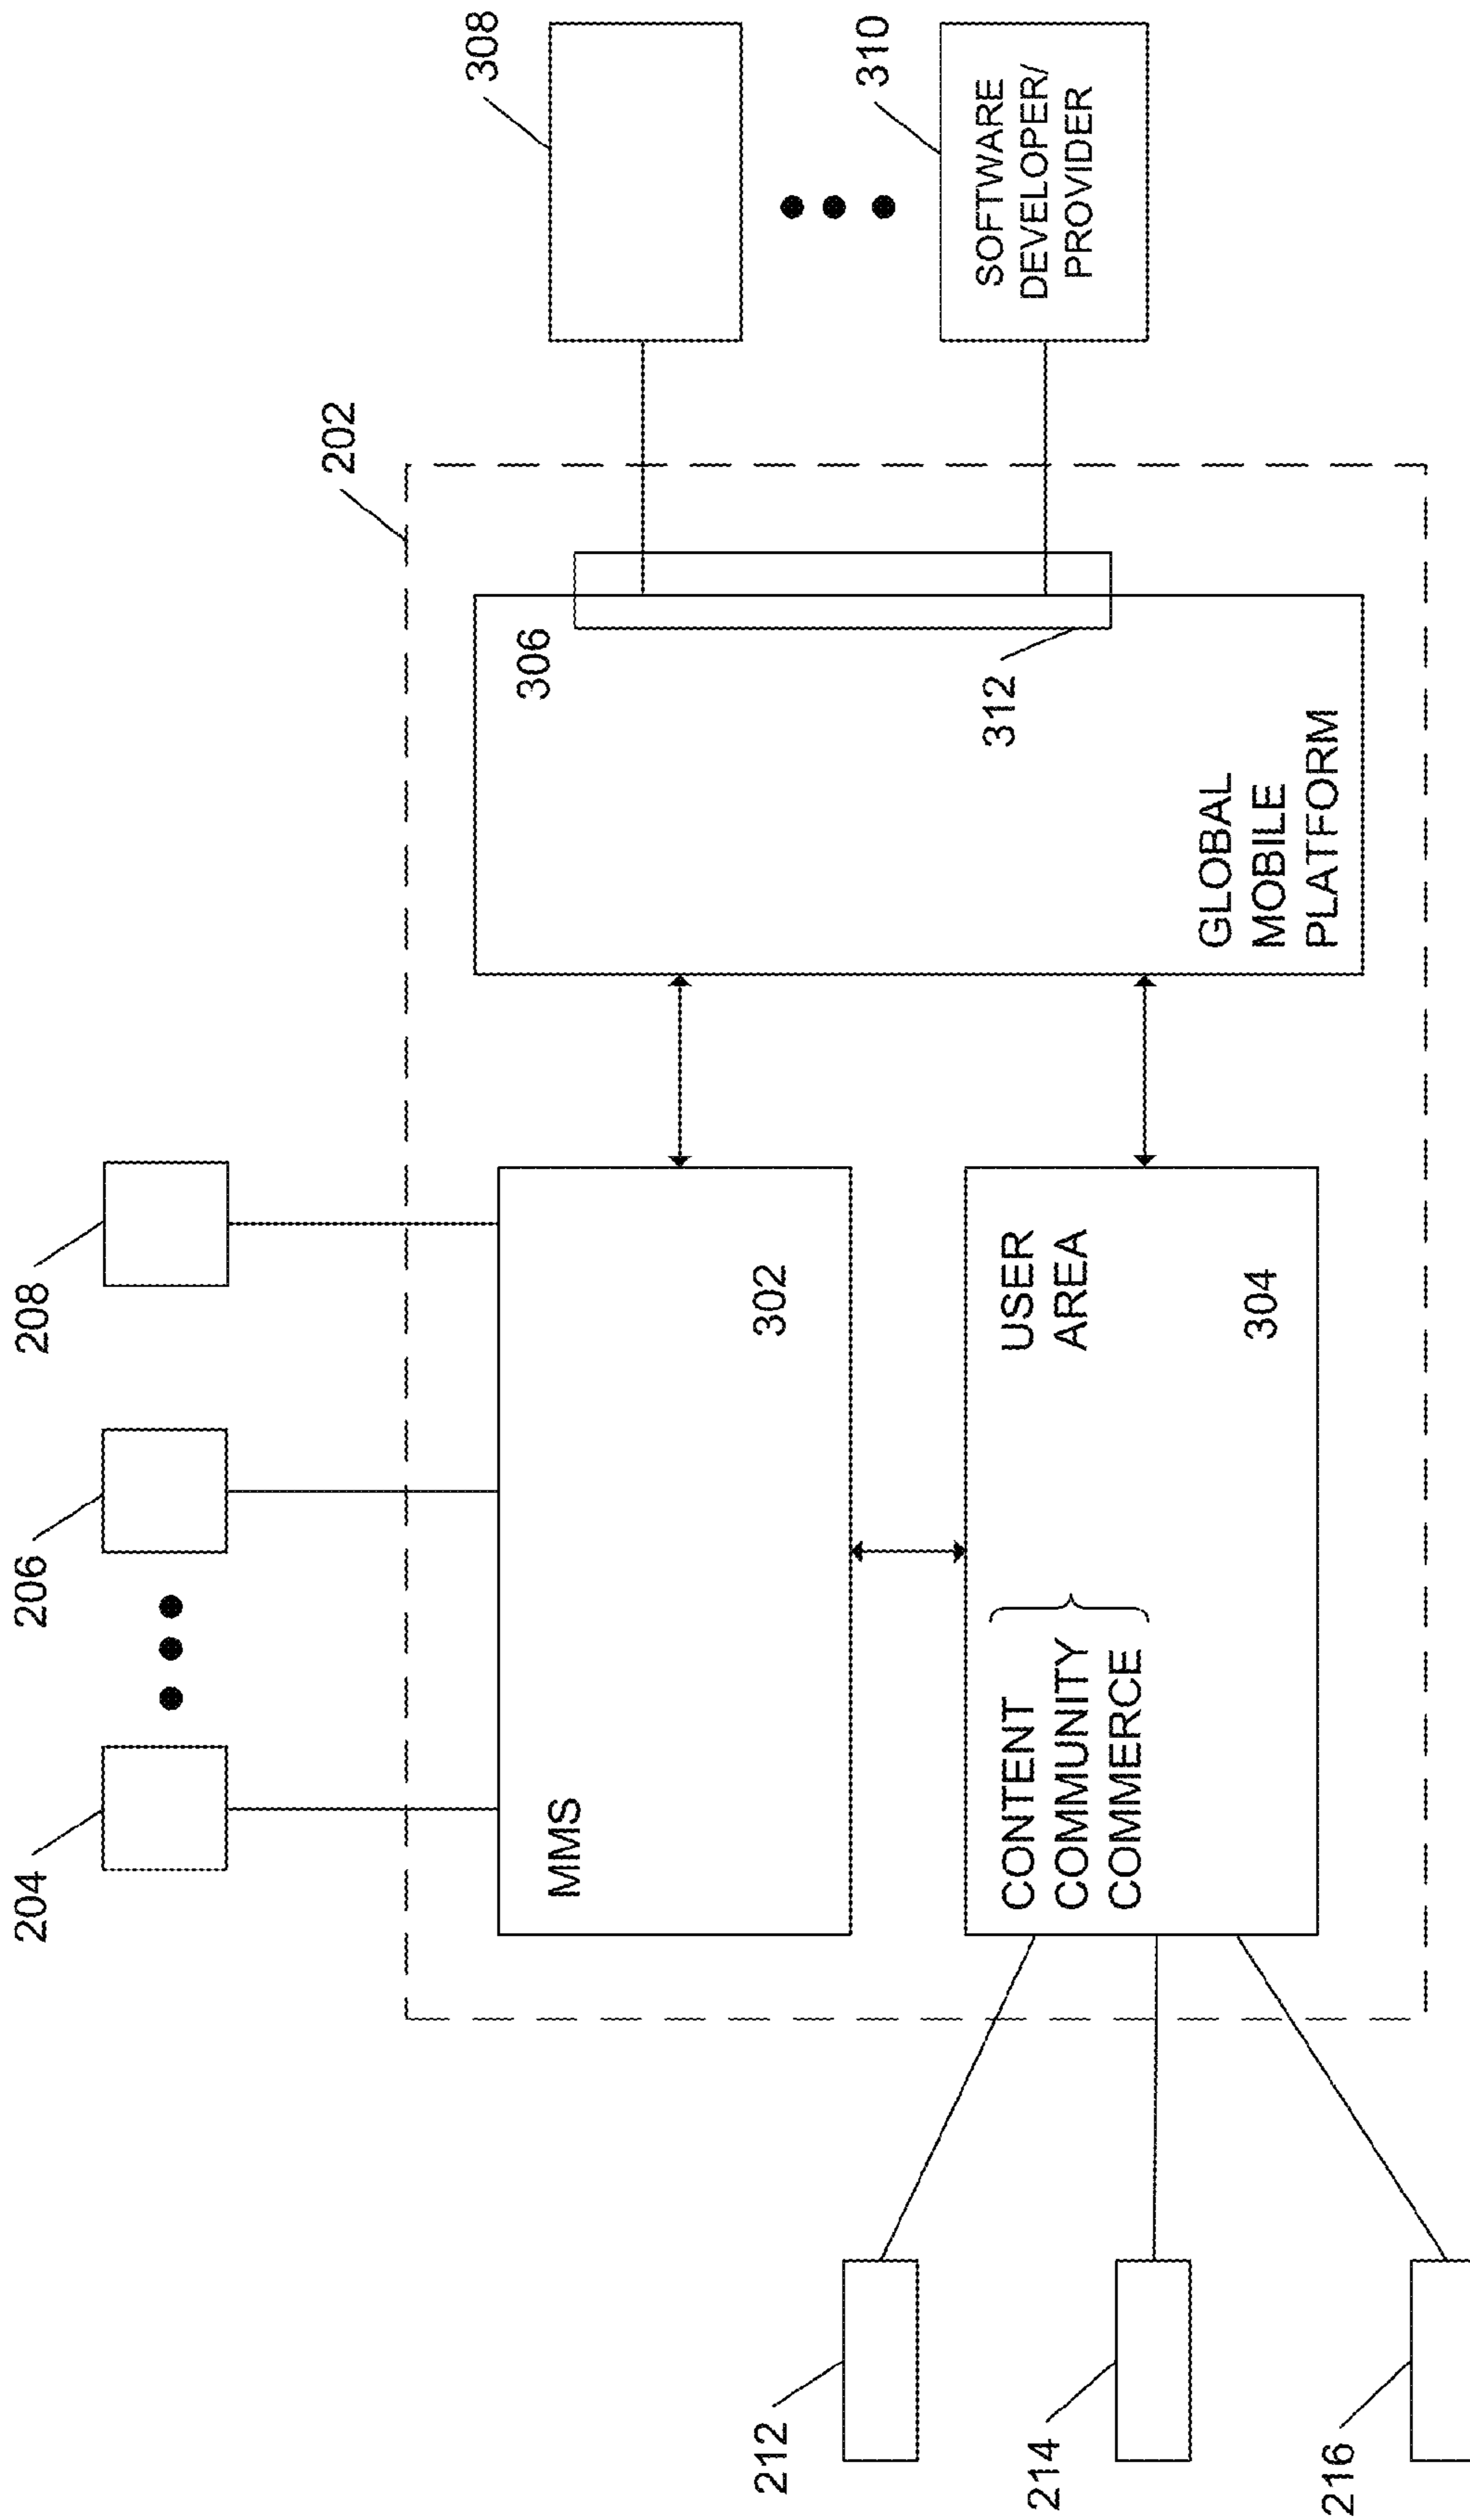 204
206
208
202
308
306
MMS
302
212
310
SOFTWARE
DEVELOPER/
PROVIDER
312
214
CONTENT
COMMUNITY
COMMERCE
USER
AREA
304
GLOBAL
MOBILE
PLATFORM
216